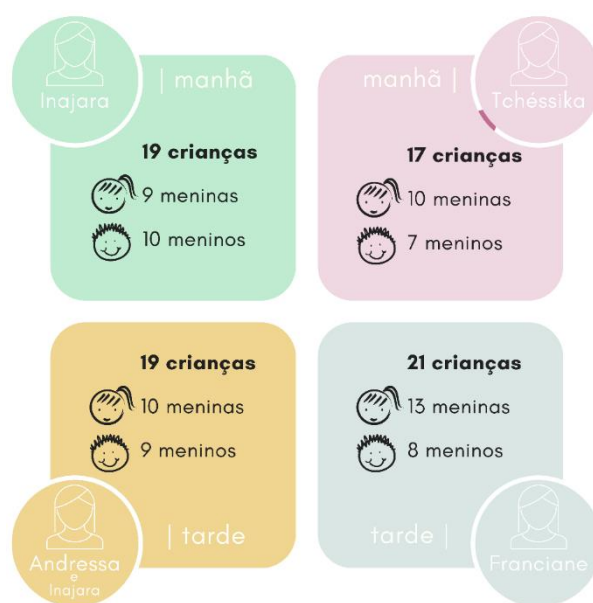 Inajara
| manhã
19 crianças
9 meninas
10 meninos
manhã |
Tchéssika
17 crianças
10 meninas
7 meninos
19 crianças
10 meninas
9 meninos
Andressa
e
Inajara
| tarde
21 crianças
13 meninas
8 meninos
tarde |
Franciane